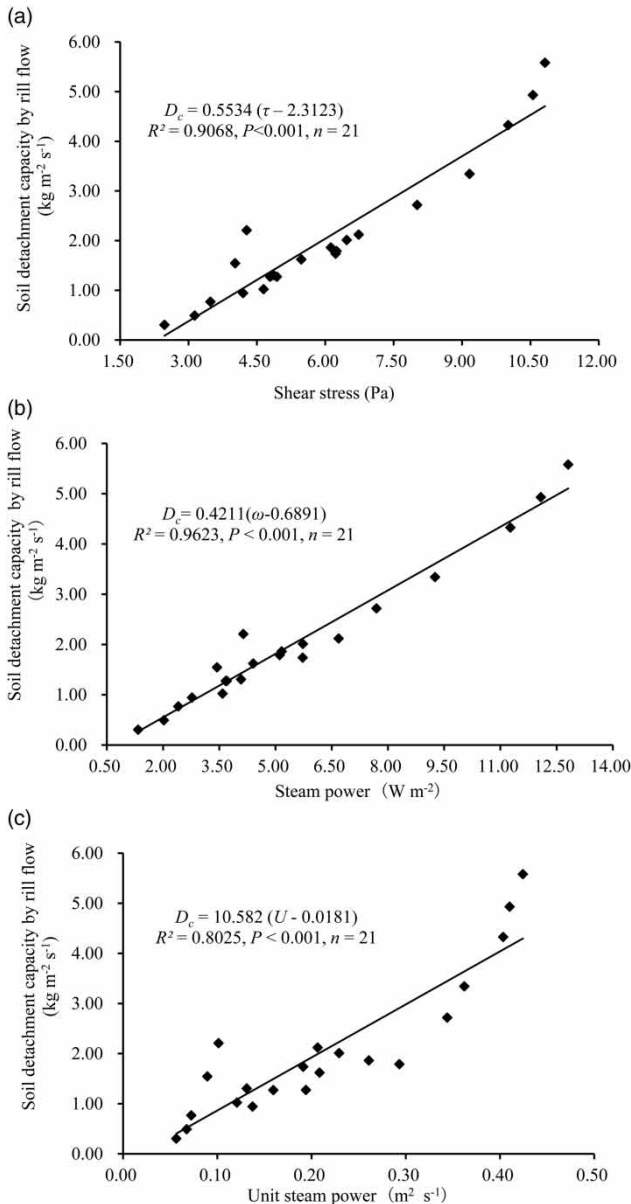 (a)
Soil detachment capacity by rill flow
(kg m-2 s-1)
6.00
5.00
4.00
3.00
2.00
1.00
0.00
Dc = 0.5534 (τ – 2.3123)
R² = 0.9068, P<0.001, n = 21
1.50 3.00 4.50 6.00 7.50 9.00 10.50 12.00
Shear stress (Pa)
(b)
Soil detachment capacity by rill flow
(kg m-2 s-1)
6.00
5.00
4.00
3.00
2.00
1.00
0.00
Dc= 0.4211(ω-0.6891)
R² = 0.9623, P < 0.001, n = 21
0.50 2.00 3.50 5.00 6.50 8.00 9.50 11.00 12.50 14.00
Steam power（W m-2）
(c)
Soil detachment capacity by rill flow
(kg m-2 s-1)
6.00
5.00
4.00
3.00
2.00
1.00
0.00
Dc = 10.582 (U - 0.0181)
R² = 0.8025, P < 0.001, n = 21
0.00 0.10 0.20 0.30 0.40 0.50
Unit steam power (m2 s-1)